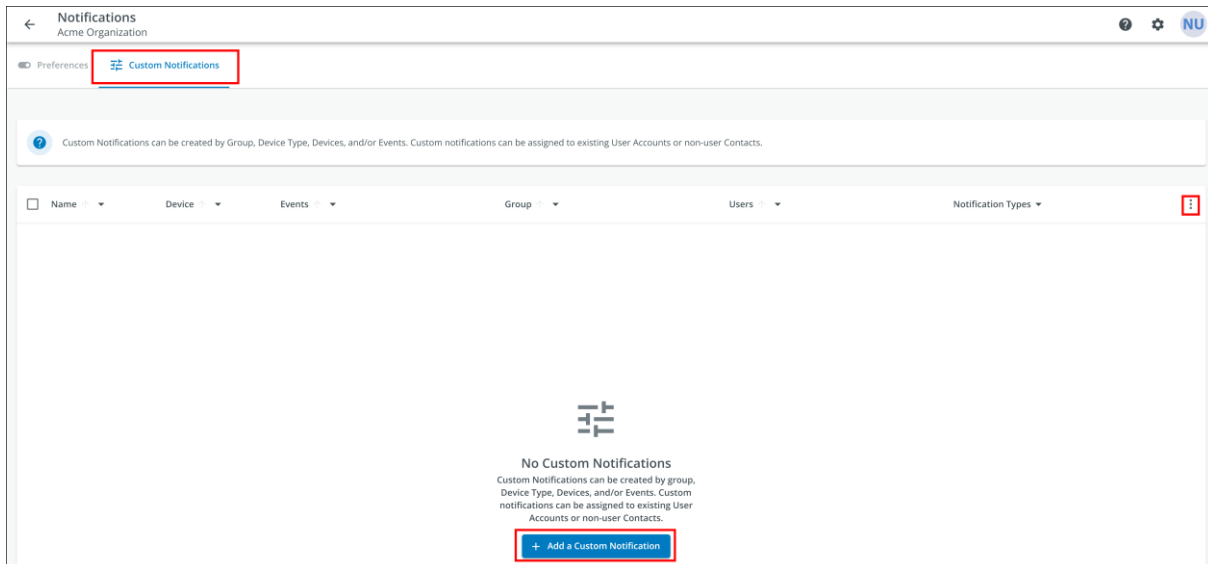 Notifications
Acme Organization
NU
Preferences
Custom Notifications
Custom Notifications can be created by Group, Device Type, Devices, and/or Events. Custom notifications can be assigned to existing User Accounts or non-user Contacts.
Name Device Events Group Users Notification Types
No Custom Notifications
Custom Notifications can be created by group,
Device Type, Devices, and/or Events. Custom
notifications can be assigned to existing User
Accounts or non-user Contacts.
+ Add a Custom Notification